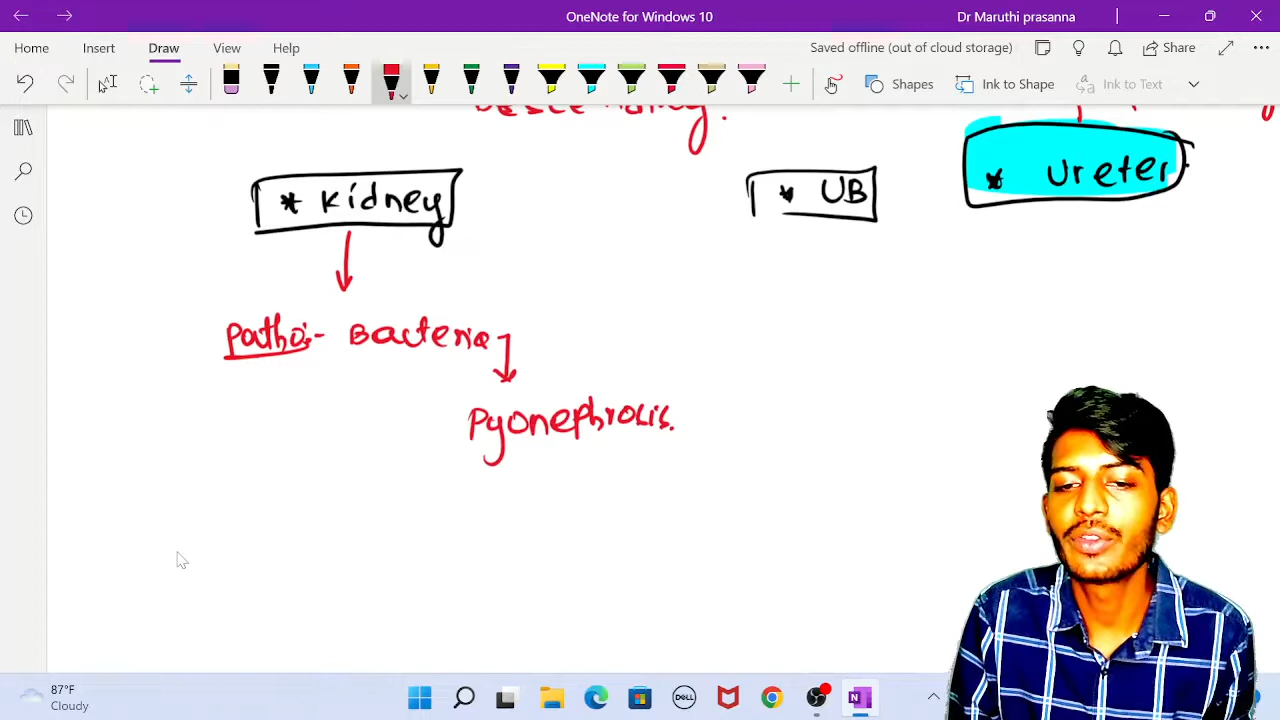 OneNote for Windows 10
Dr Maruthi prasanna
Home
Insert
Draw
View
Help
Saved offline (out of cloud storage)
Share
Shapes
Ink to Shape
Ink to Text
* Kidney
* UB
* Ureter
Patho:- Bacteria
Pyonephrosis.
87°F
Cloudy
DELL
N